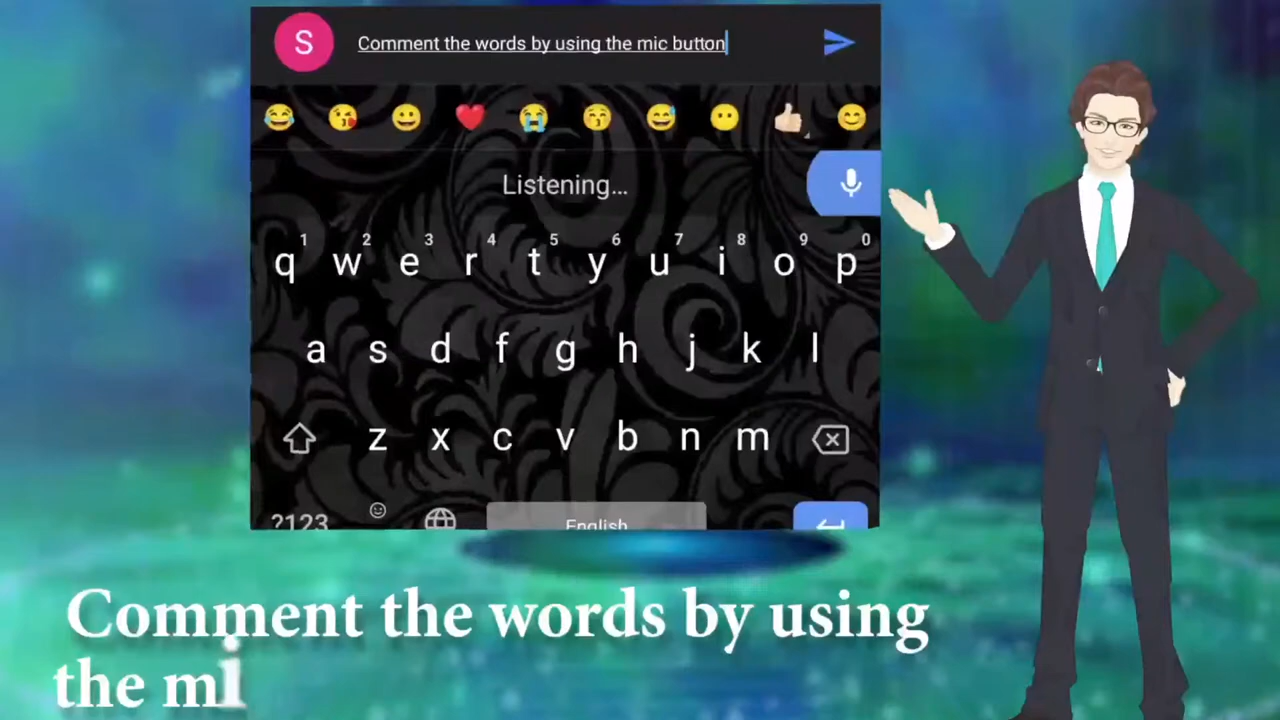 S Comment the words by using the mic button
Listening...
1 2 3 4 5 6 7 8 9 0
q w e r t y u i o p
a s d f g h j k l
z x c v b n m
?123 English
Comment the words by using
the mi